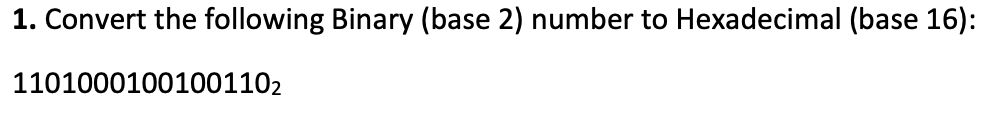 1. Convert the following Binary (base 2) number to Hexadecimal (base 16):
1101000100100110₂